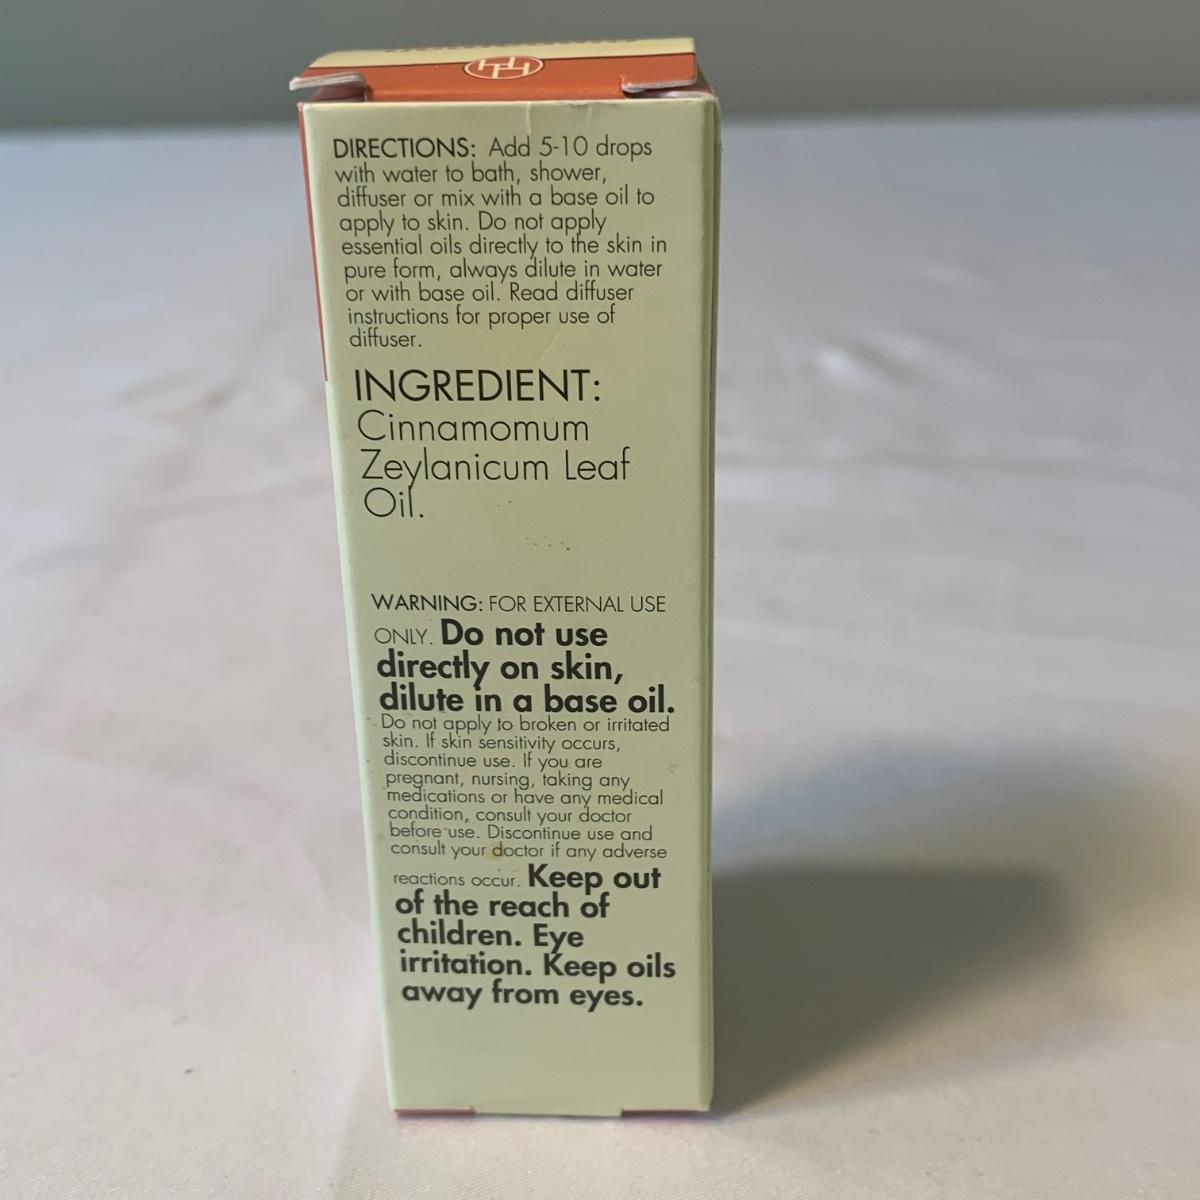 DIRECTIONS: Add 5-10 drops
with water to bath, shower,
diffuser or mix with a base oil to
apply to skin. Do not apply
essential oils directly to the skin in
pure form, always dilute in water
or with base oil. Read diffuser
instructions for proper use of
diffuser.
INGREDIENT:
Cinnamomum
Zeylanicum Leaf
Oil.
WARNING: FOR EXTERNAL USE
ONLY. Do not use
directly on skin,
dilute in a base oil.
Do not apply to broken or irritated
skin. If skin sensitivity occurs,
discontinue use. If you are
pregnant, nursing, taking any
medications or have any medical
condition, consult your doctor
before use. Discontinue use and
consult your doctor if any adverse
reactions occur. Keep out
of the reach of
children. Eye
irritation. Keep oils
away from eyes.